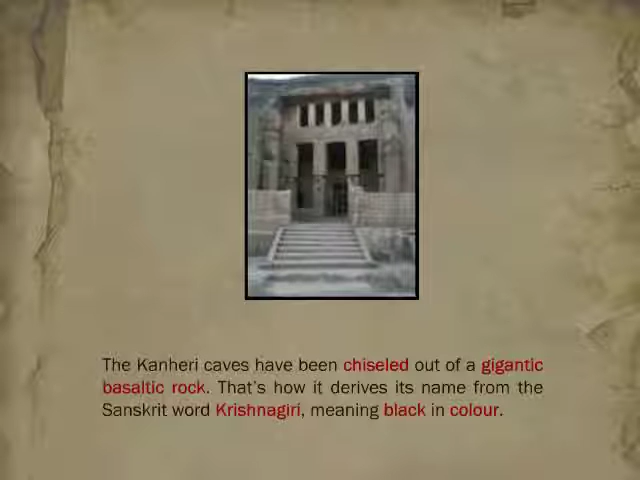 The Kanheri caves have been chiseled out of a gigantic
basaltic rock. That's how it derives its name from the
Sanskrit word Krishnagiri, meaning black in colour.